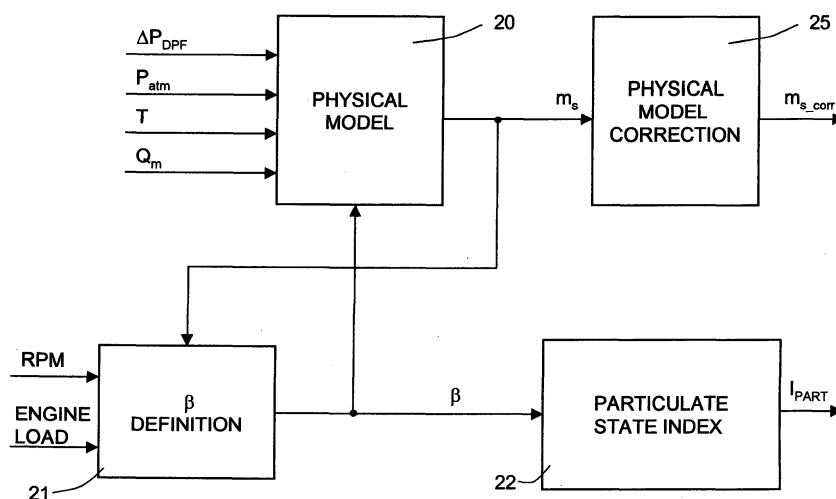 20
25
ΔP_DPF
P_atm
T
Q_m
PHYSICAL
MODEL
m_s
PHYSICAL
MODEL
CORRECTION
m_s_corr
RPM
ENGINE
LOAD
β
DEFINITION
β
PARTICULATE
STATE INDEX
I_PART
21
22